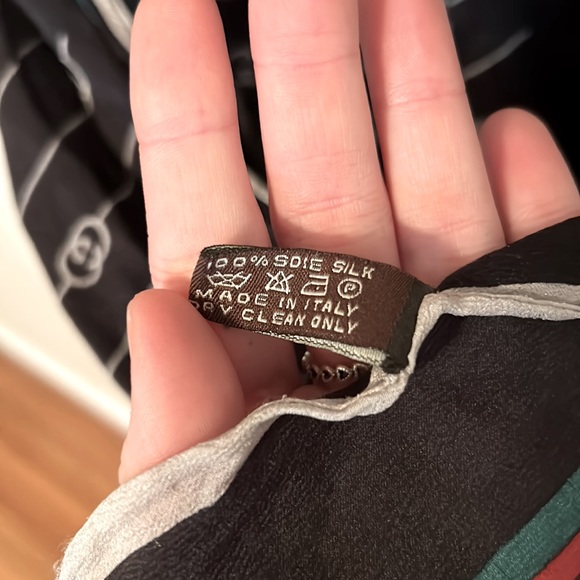 100% SOIE SILK
P
MADE IN ITALY
DRY CLEAN ONLY